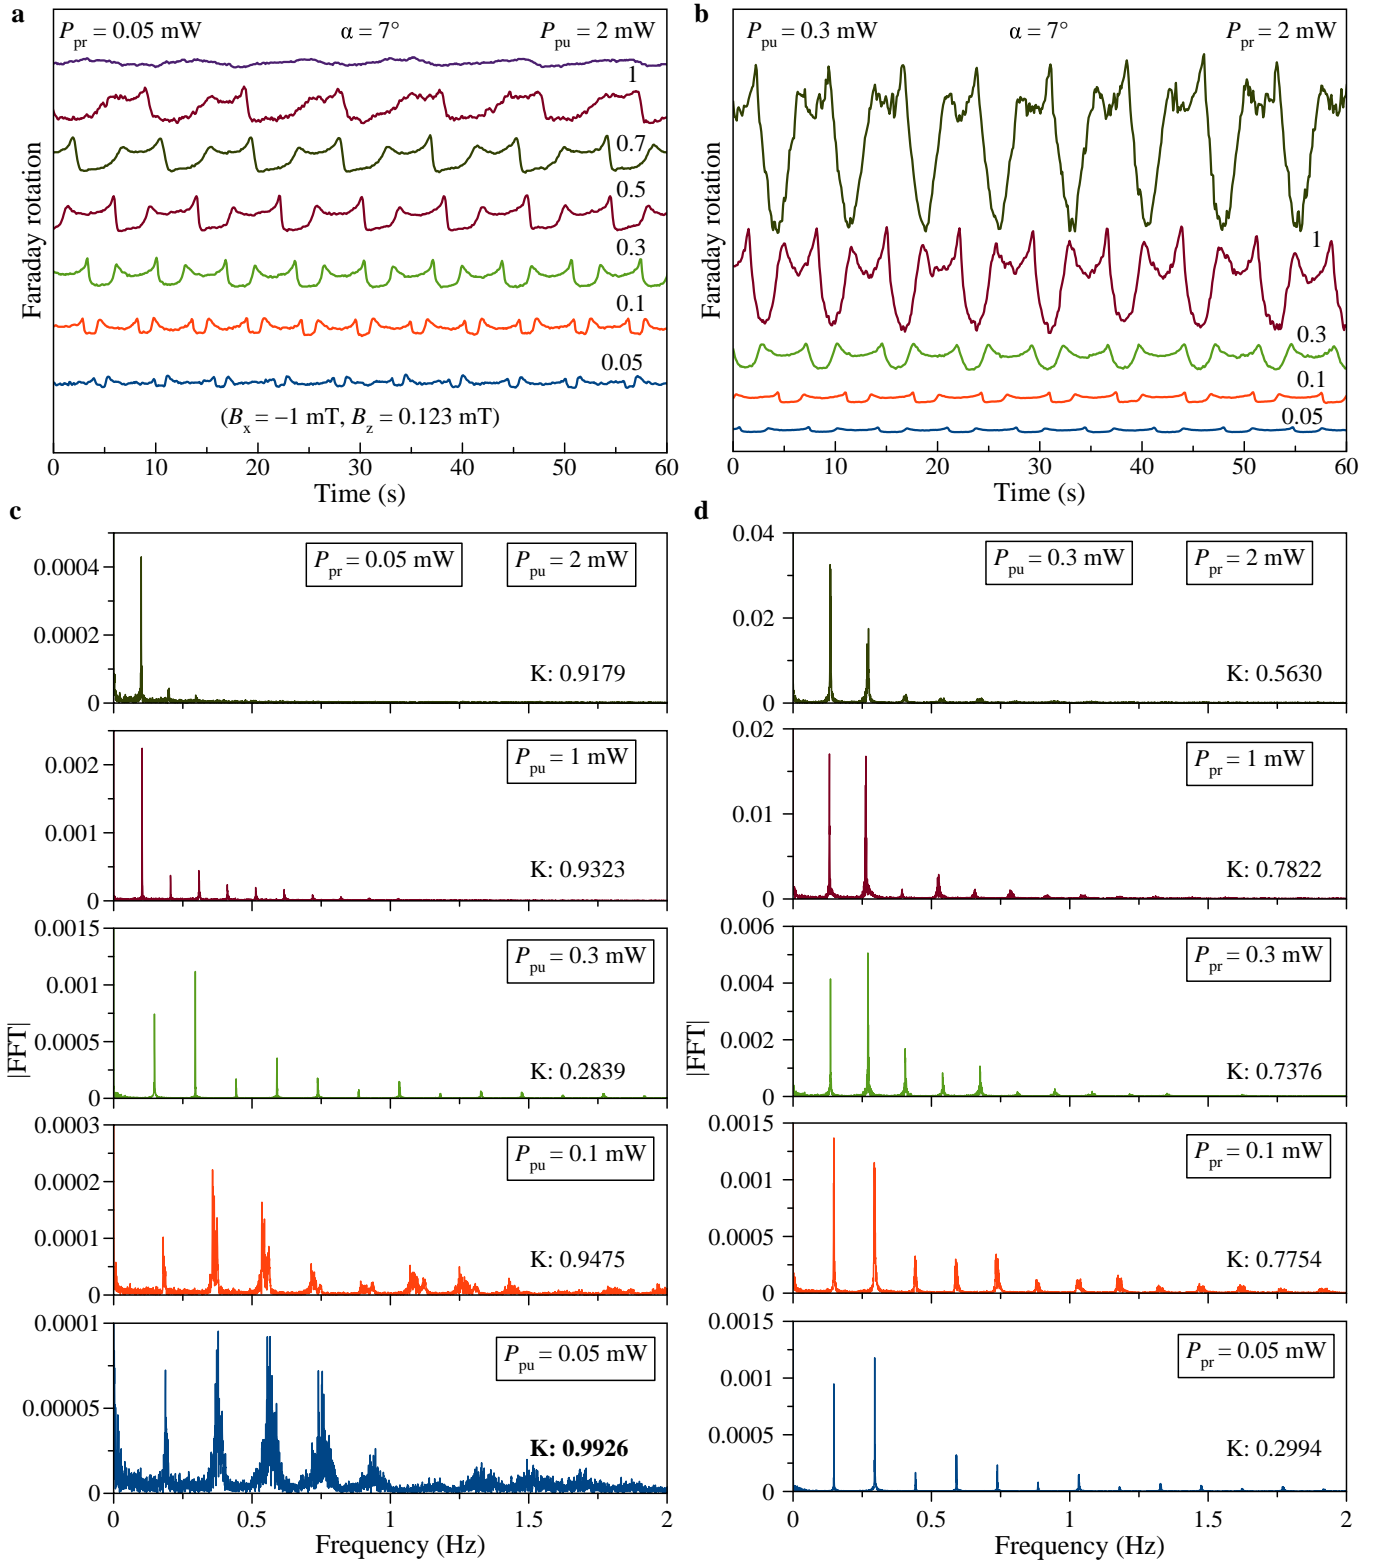 a
P_pr = 0.05 mW α = 7° P_pu = 2 mW
1
0.7
0.5
0.3
0.1
0.05
(B_x = –1 mT, B_z = 0.123 mT)
Faraday rotation
0 10 20 30 40 50 60
Time (s)
b
P_pu = 0.3 mW α = 7° P_pr = 2 mW
1
0.3
0.1
0.05
Faraday rotation
0 10 20 30 40 50 60
Time (s)
c
P_pr = 0.05 mW P_pu = 2 mW
0.0004
0.0002
0
K: 0.9179
P_pu = 1 mW
0.002
0.001
0
K: 0.9323
P_pu = 0.3 mW
0.0015
0.001
0.0005
0
K: 0.2839
|FFT|
P_pu = 0.1 mW
0.0003
0.0002
0.0001
0
K: 0.9475
P_pu = 0.05 mW
0.0001
0.00005
0
K: 0.9926
0 0.5 1 1.5 2
Frequency (Hz)
d
P_pu = 0.3 mW P_pr = 2 mW
0.04
0.02
0
K: 0.5630
P_pr = 1 mW
0.02
0.01
0
K: 0.7822
P_pr = 0.3 mW
0.006
0.004
0.002
0
K: 0.7376
|FFT|
P_pr = 0.1 mW
0.0015
0.001
0.0005
0
K: 0.7754
P_pr = 0.05 mW
0.0015
0.001
0.0005
0
K: 0.2994
0 0.5 1 1.5 2
Frequency (Hz)